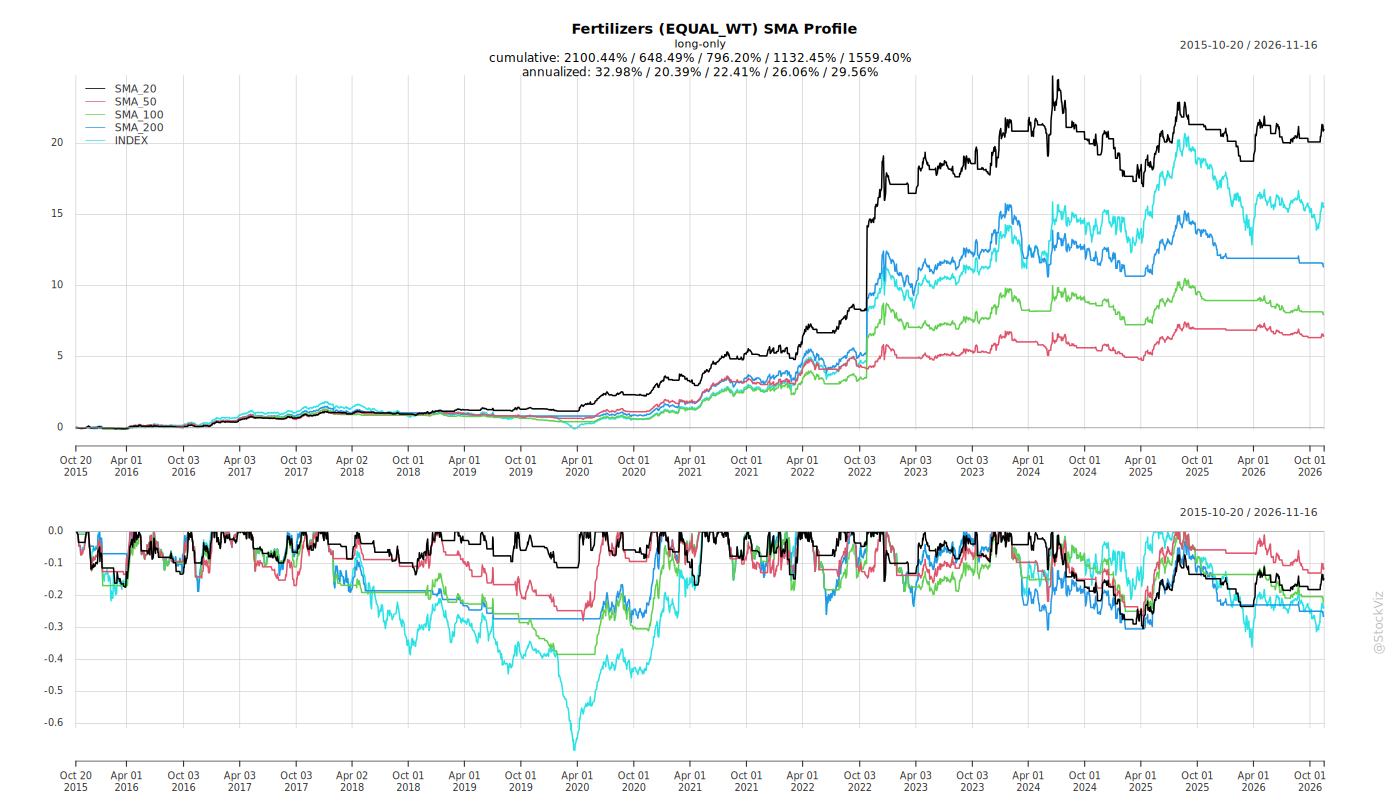 Fertilizers (EQUAL_WT) SMA Profile
long-only
2015-10-20 / 2026-11-16
cumulative: 2100.44% / 648.49% / 796.20% / 1132.45% / 1559.40%
annualized: 32.98% / 20.39% / 22.41% / 26.06% / 29.56%
SMA_20
SMA_50
SMA_100
SMA_200
INDEX
20
15
10
5
0
Oct 20 Apr 01 Oct 03 Apr 03 Oct 03 Apr 02 Oct 01 Apr 01 Oct 01 Apr 01 Oct 01 Apr 01 Oct 01 Apr 01 Oct 03 Apr 03 Oct 03 Apr 01 Oct 01 Apr 01 Oct 01 Apr 01 Oct 01
2015 2016 2016 2017 2017 2018 2018 2019 2019 2020 2020 2021 2021 2022 2022 2023 2023 2024 2024 2025 2025 2026 2026
2015-10-20 / 2026-11-16
0.0
-0.1
-0.2
-0.3
-0.4
-0.5
-0.6
Oct 20 Apr 01 Oct 03 Apr 03 Oct 03 Apr 02 Oct 01 Apr 01 Oct 01 Apr 01 Oct 01 Apr 01 Oct 01 Apr 01 Oct 03 Apr 03 Oct 03 Apr 01 Oct 01 Apr 01 Oct 01 Apr 01 Oct 01
2015 2016 2016 2017 2017 2018 2018 2019 2019 2020 2020 2021 2021 2022 2022 2023 2023 2024 2024 2025 2025 2026 2026
@StockViz